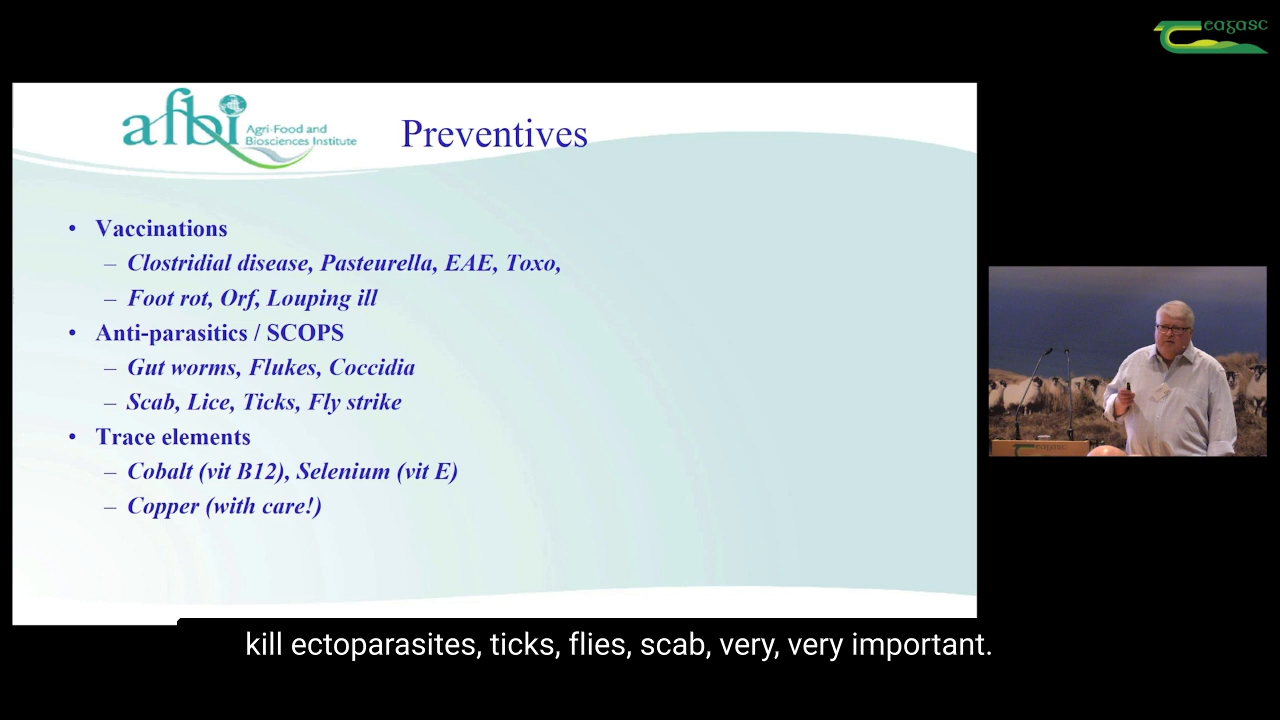 eagasc
afbi
Agri-Food and
Biosciences Institute
Preventives
• Vaccinations
– Clostridial disease, Pasteurella, EAE, Toxo,
– Foot rot, Orf, Louping ill
• Anti-parasitics / SCOPS
– Gut worms, Flukes, Coccidia
– Scab, Lice, Ticks, Fly strike
• Trace elements
– Cobalt (vit B12), Selenium (vit E)
– Copper (with care!)
eagasc
kill ectoparasites, ticks, flies, scab, very, very important.